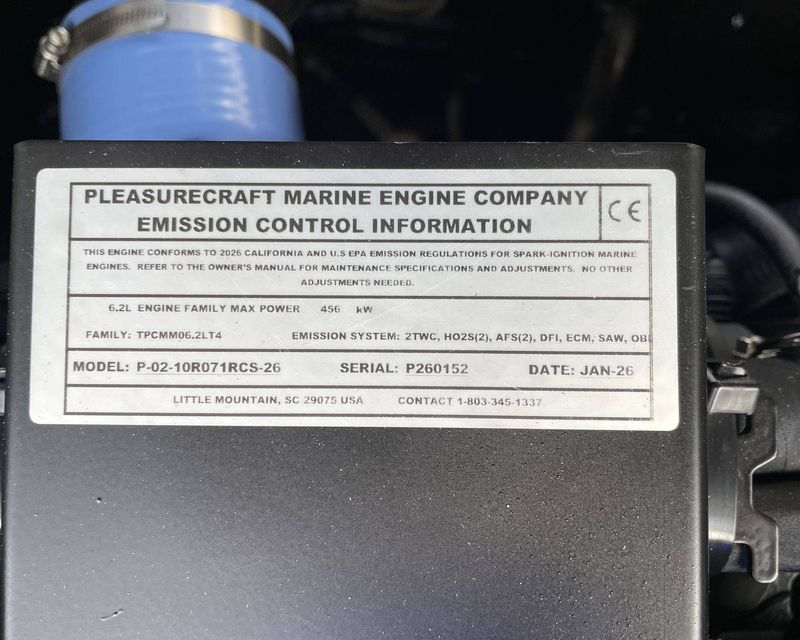 PLEASURECRAFT MARINE ENGINE COMPANY
EMISSION CONTROL INFORMATION
CE
THIS ENGINE CONFORMS TO 2026 CALIFORNIA AND U.S EPA EMISSION REGULATIONS FOR SPARK-IGNITION MARINE
ENGINES. REFER TO THE OWNER'S MANUAL FOR MAINTENANCE SPECIFICATIONS AND ADJUSTMENTS. NO OTHER
ADJUSTMENTS NEEDED.
6.2L ENGINE FAMILY MAX POWER 456 kW
FAMILY: TPCMM06.2LT4 EMISSION SYSTEM: 2TWC, HO2S(2), AFS(2), DFI, ECM, SAW, OBI
MODEL: P-02-10R071RCS-26 SERIAL: P260152 DATE: JAN-26
LITTLE MOUNTAIN, SC 29075 USA CONTACT 1-803-345-1337